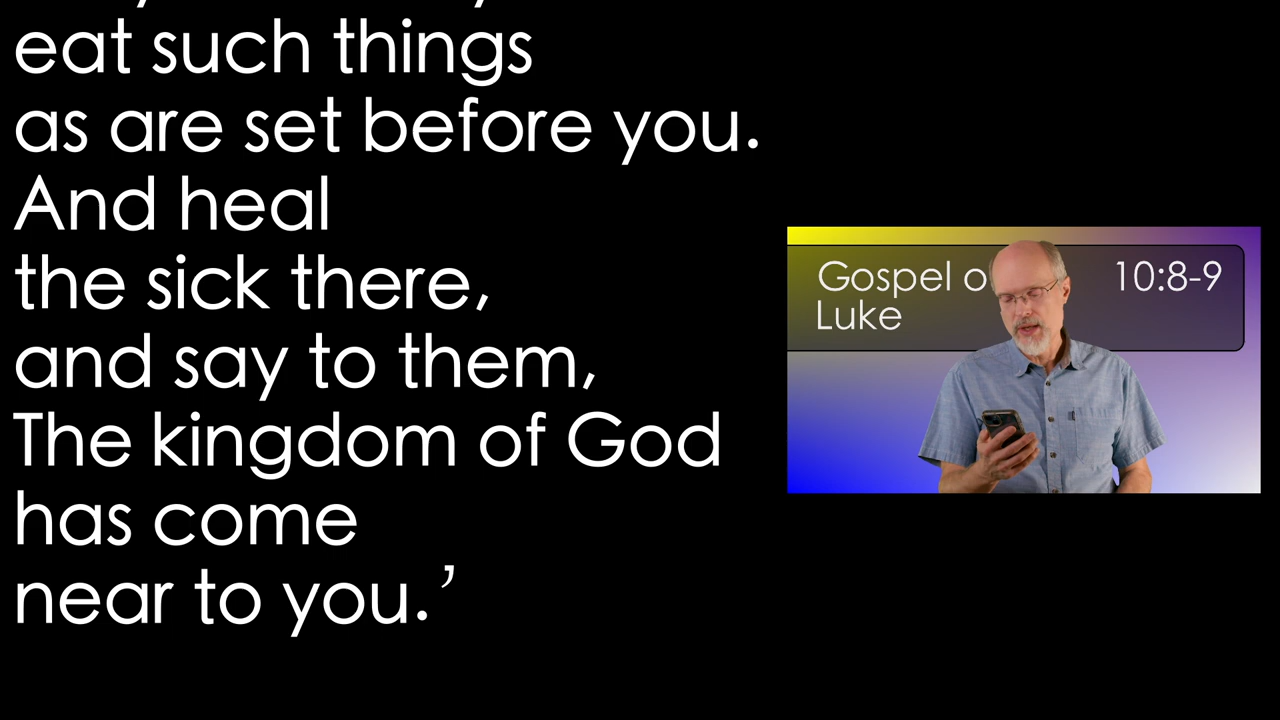 eat such things
as are set before you.
And heal
the sick there,
and say to them,
The kingdom of God
has come
near to you.’
Gospel o 10:8-9
Luke